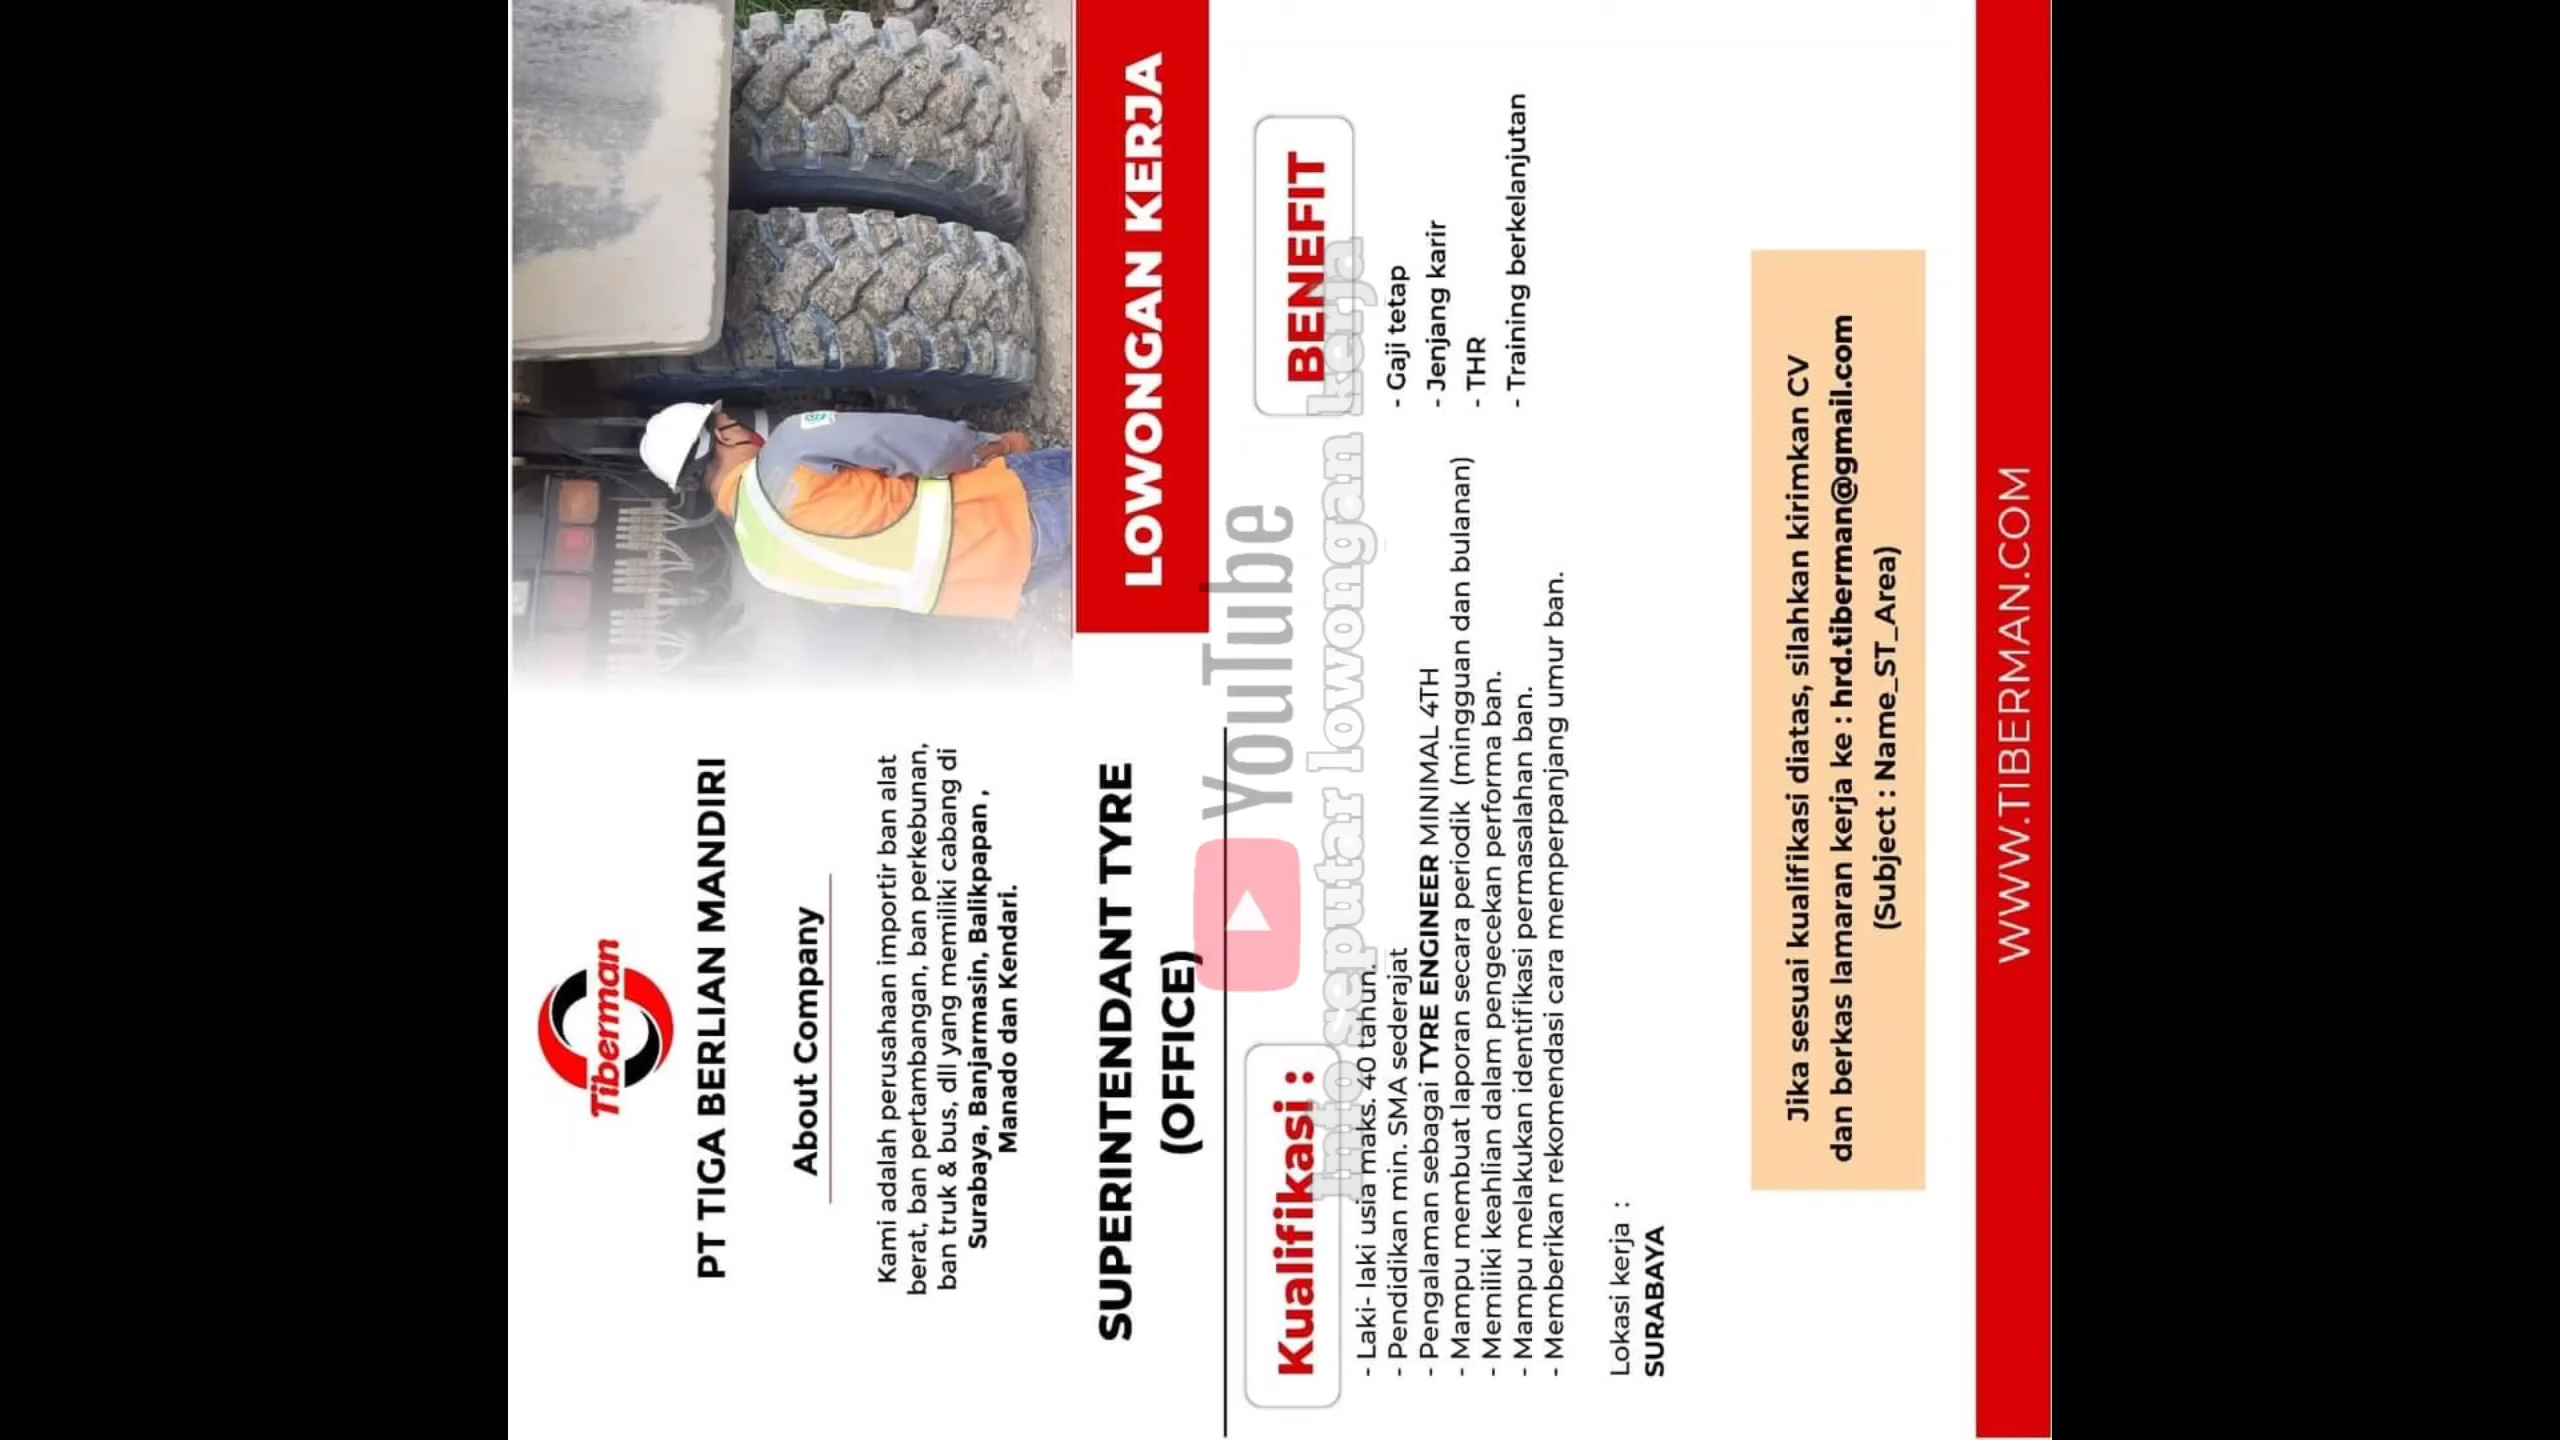 Tiberman
PT TIGA BERLIAN MANDIRI
About Company
Kami adalah perusahaan importir ban alat
berat, ban pertambangan, ban perkebunan,
ban truk & bus, dll yang memiliki cabang di
Surabaya, Banjarmasin, Balikpapan ,
Manado dan Kendari.
LOWONGAN KERJA
SUPERINTENDANT TYRE
(OFFICE)
YouTube
Info seputar lowongan kerja
Kualifikasi :
- Laki- laki usia maks. 40 tahun.
- Pendidikan min. SMA sederajat
- Pengalaman sebagai TYRE ENGINEER MINIMAL 4TH
- Mampu membuat laporan secara periodik (mingguan dan bulanan)
- Memiliki keahlian dalam pengecekan performa ban.
- Mampu melakukan identifikasi permasalahan ban.
- Memberikan rekomendasi cara memperpanjang umur ban.
BENEFIT
- Gaji tetap
- Jenjang karir
- THR
- Training berkelanjutan
Lokasi kerja :
SURABAYA
Jika sesuai kualifikasi diatas, silahkan kirimkan CV
dan berkas lamaran kerja ke : hrd.tiberman@gmail.com
(Subject : Name_ST_Area)
WWW.TIBERMAN.COM